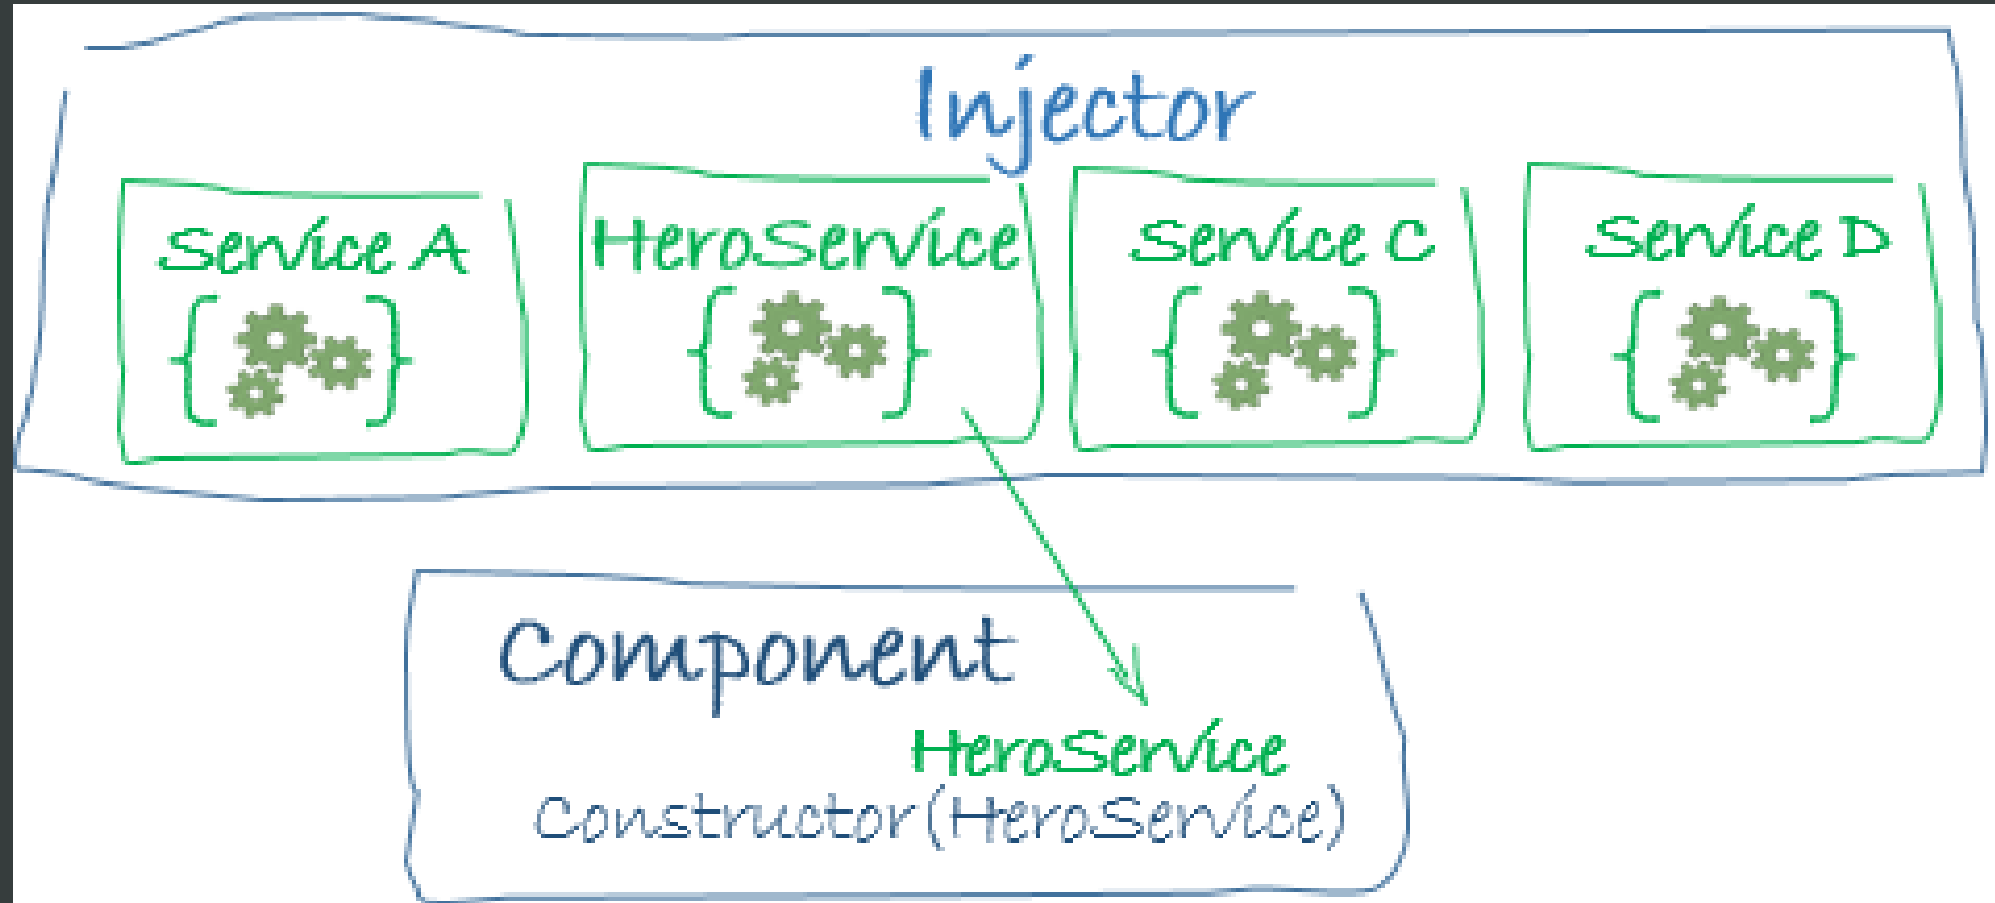 Injector
Service A
HeroService
Service C
Service D
Component
HeroService
Constructor(HeroService)